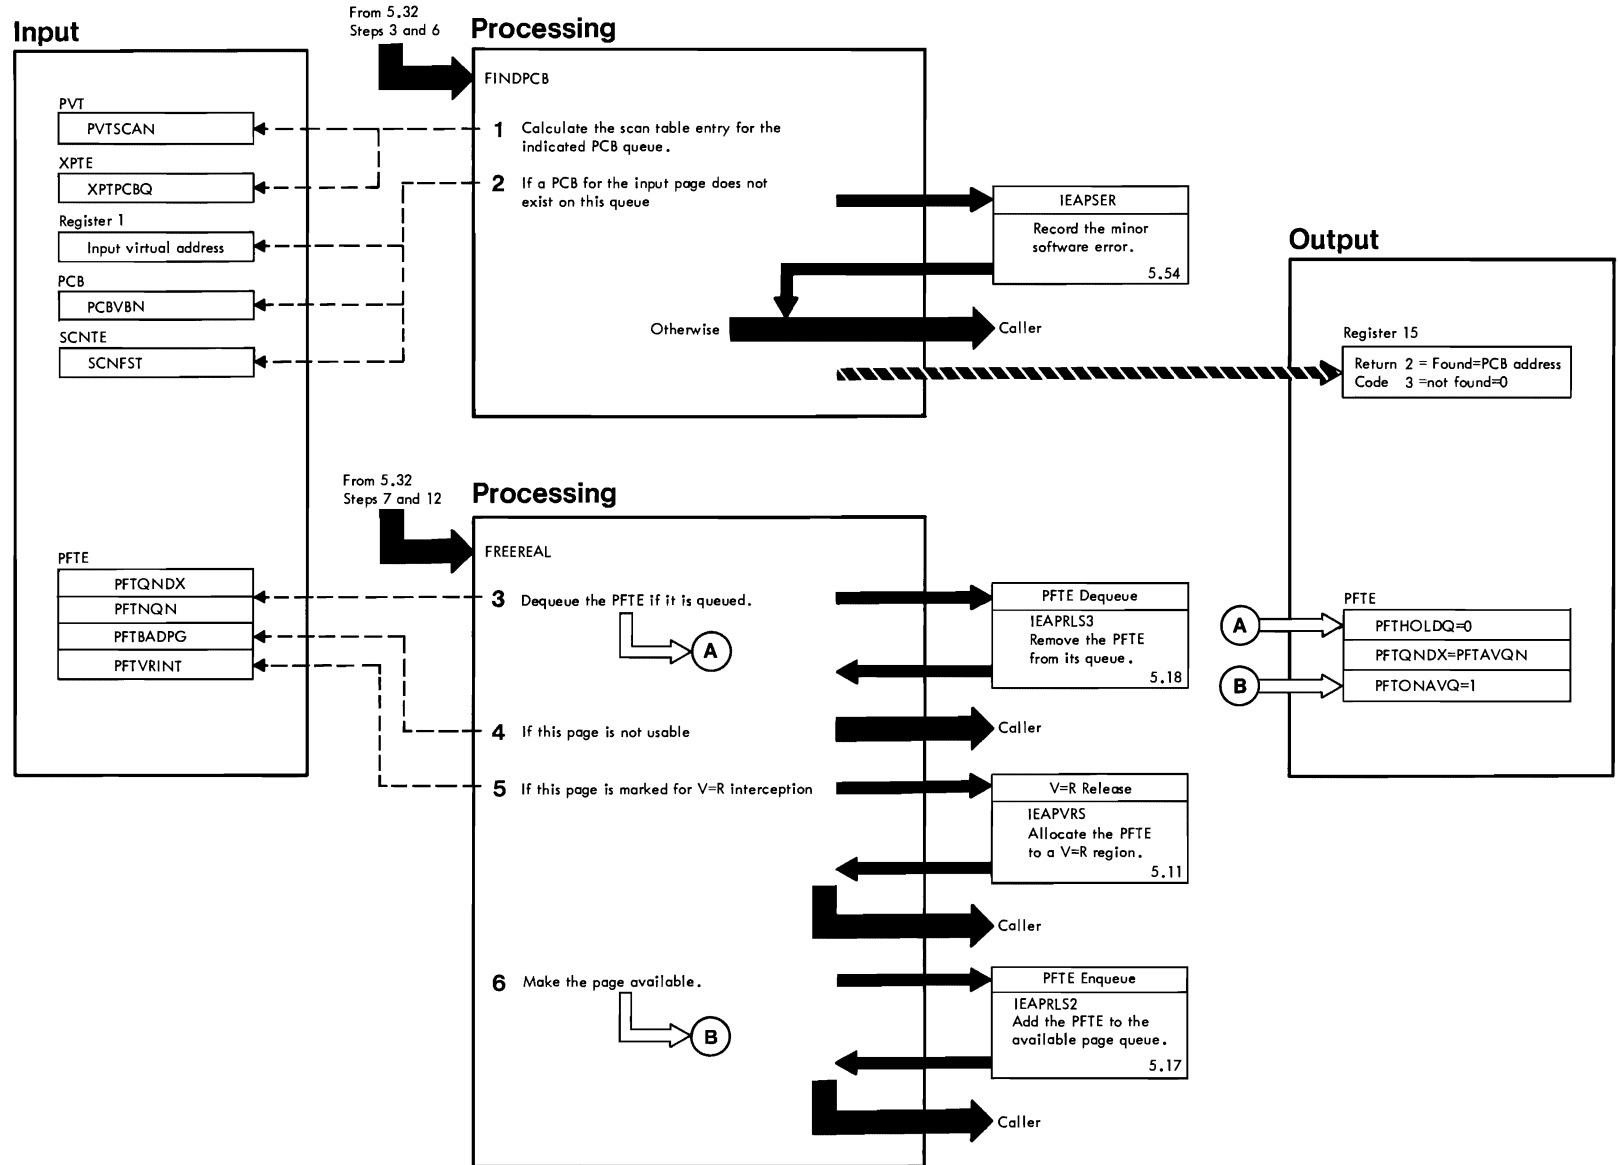 Input
PVT
PVTSCAN
XPTE
XPTPCBQ
Register 1
Input virtual address
PCB
PCBVBN
SCNTE
SCNFST
PFTE
PFTQNDX
PFTNQN
PFTBADPG
PFTVRINT
From 5.32
Steps 3 and 6
Processing
FINDPCB
1 Calculate the scan table entry for the
indicated PCB queue.
2 If a PCB for the input page does not
exist on this queue
IEAPSER
Record the minor
software error.
5.54
Otherwise
Caller
From 5.32
Steps 7 and 12
Processing
FREEREAL
3 Dequeue the PFTE if it is queued.
A
PFTE Dequeue
IEAPRLS3
Remove the PFTE
from its queue.
5.18
4 If this page is not usable
Caller
5 If this page is marked for V=R interception
V=R Release
IEAPVRS
Allocate the PFTE
to a V=R region.
5.11
Caller
6 Make the page available.
B
PFTE Enqueue
IEAPRLS2
Add the PFTE to the
available page queue.
5.17
Caller
Output
Register 15
Return 2 = Found=PCB address
Code 3 =not found=0
PFTE
A
PFTHOLDQ=0
PFTQNDX=PFTAVQN
B
PFTONAVQ=1